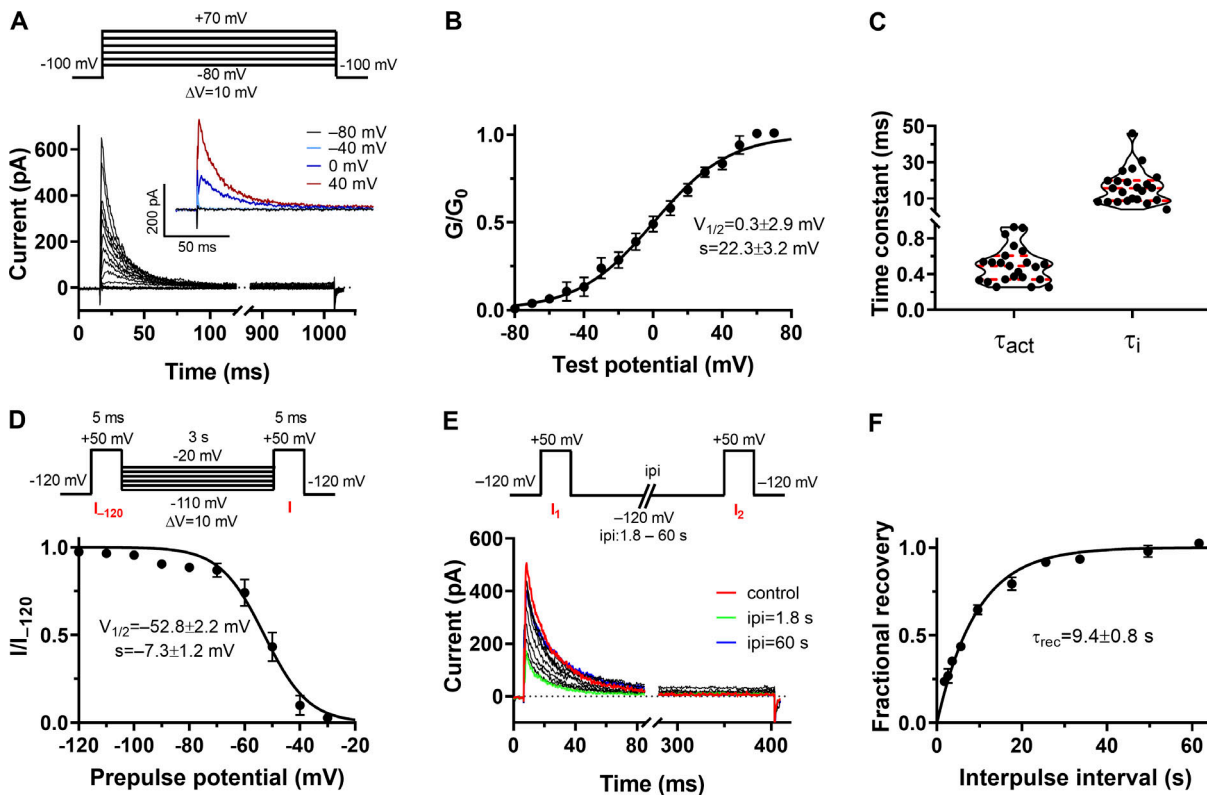 A
+70 mV
-100 mV
-100 mV
-80 mV
ΔV=10 mV
Current (pA)
600
400
200
0
0
50
100
900
1000
Time (ms)
200 pA
50 ms
–80 mV
–40 mV
0 mV
40 mV
B
G/G0
1.0
0.5
0.0
-80
-40
0
40
80
Test potential (mV)
V1/2=0.3±2.9 mV
s=22.3±3.2 mV
C
Time constant (ms)
50
30
10
0.8
0.4
0.0
τact
τi
D
5 ms
5 ms
+50 mV
3 s
+50 mV
-20 mV
-120 mV
-120 mV
I–120
-110 mV
I
ΔV=10 mV
I/I–120
1.0
0.5
0.0
-120
-100
-80
-60
-40
-20
Prepulse potential (mV)
V1/2=–52.8±2.2 mV
s=–7.3±1.2 mV
E
+50 mV
+50 mV
ipi
–120 mV
–120 mV
I1
I2
–120 mV
ipi:1.8 – 60 s
Current (pA)
600
400
200
0
0
40
80
300
400
Time (ms)
control
ipi=1.8 s
ipi=60 s
F
Fractional recovery
1.0
0.5
0.0
0
20
40
60
Interpulse interval (s)
τrec=9.4±0.8 s